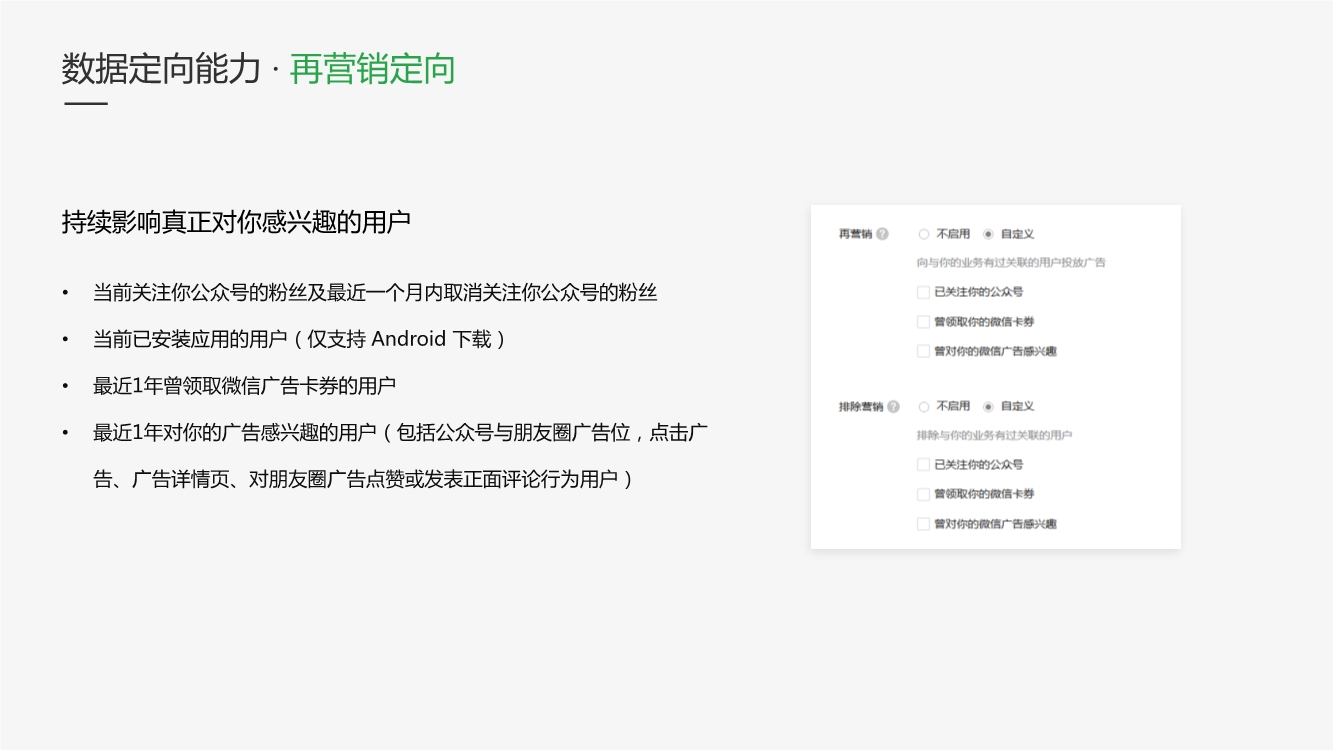 数据定向能力 · 再营销定向
持续影响真正对你感兴趣的用户
• 当前关注你公众号的粉丝及最近一个月内取消关注你公众号的粉丝
• 当前已安装应用的用户（仅支持 Android 下载）
• 最近1年曾领取微信广告卡券的用户
• 最近1年对你的广告感兴趣的用户（包括公众号与朋友圈广告位，点击广
告、广告详情页、对朋友圈广告点赞或发表正面评论行为用户）
再营销 ? 不启用 自定义
向与你的业务有过关联的用户投放广告
已关注你的公众号
曾领取你的微信卡券
曾对你的微信广告感兴趣
排除营销 ? 不启用 自定义
排除与你的业务有过关联的用户
已关注你的公众号
曾领取你的微信卡券
曾对你的微信广告感兴趣